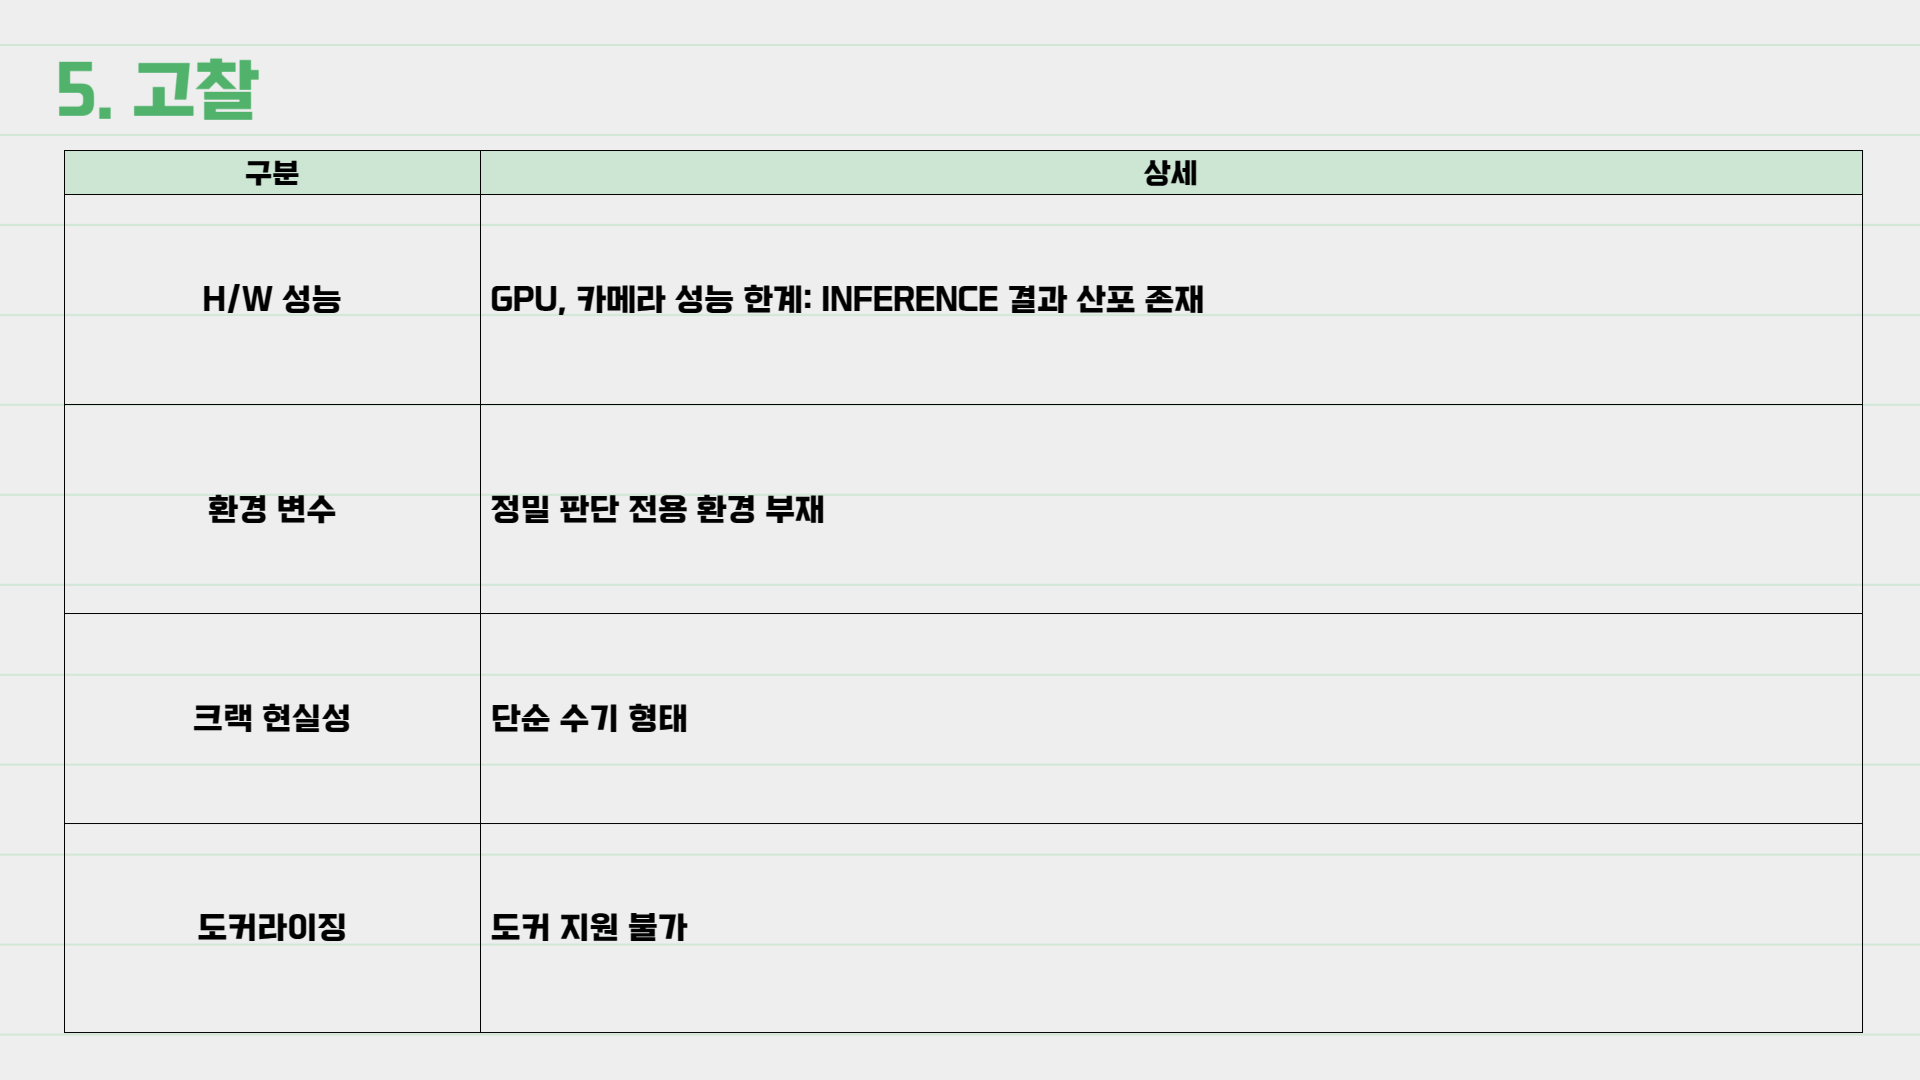 5. 고찰
구분 상세
H/W 성능 GPU, 카메라 성능 한계: INFERENCE 결과 산포 존재
환경 변수 정밀 판단 전용 환경 부재
크랙 현실성 단순 수기 형태
도커라이징 도커 지원 불가